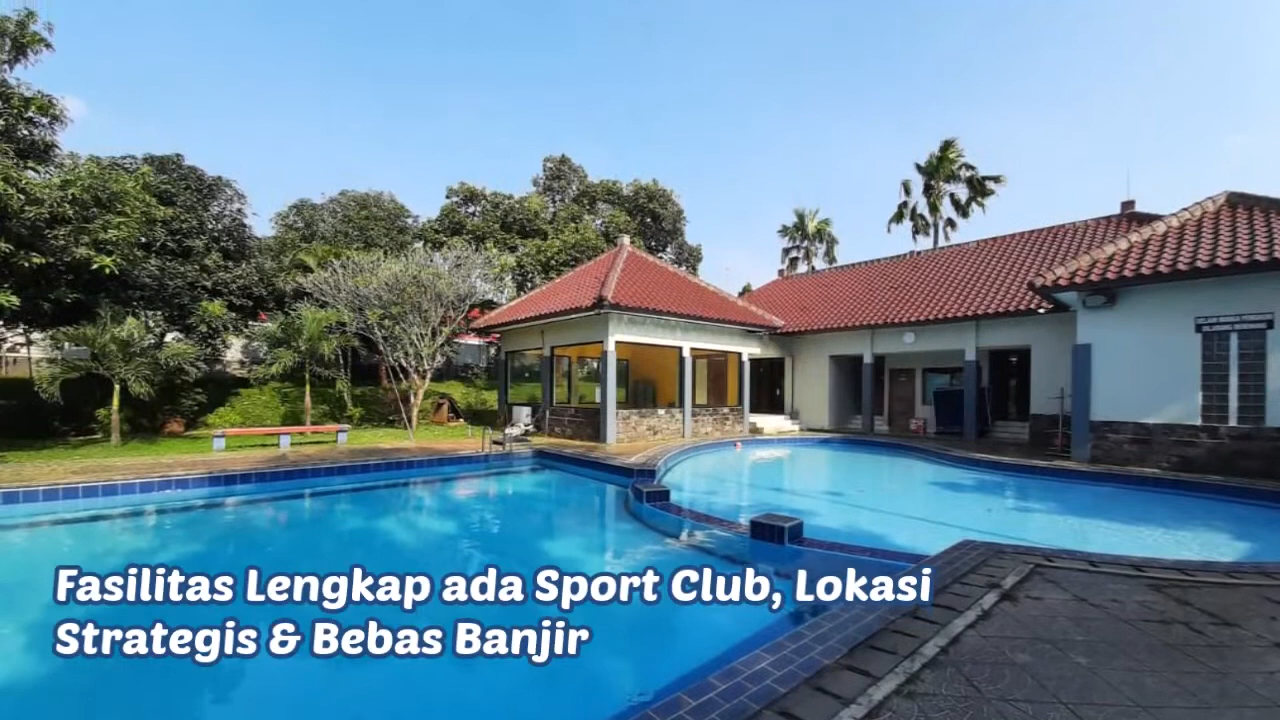 Fasilitas Lengkap ada Sport Club, Lokasi
Strategis & Bebas Banjir